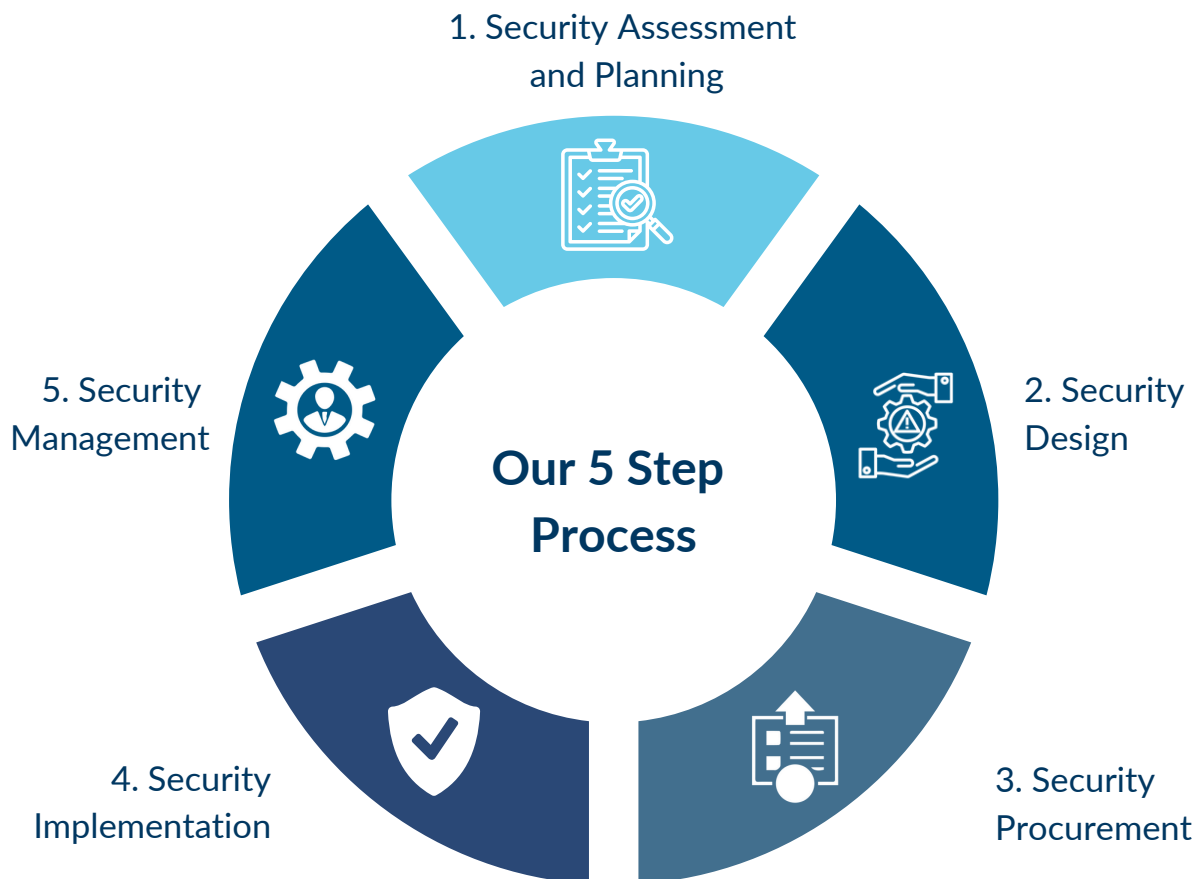 1. Security Assessment
and Planning
2. Security
Design
3. Security
Procurement
4. Security
Implementation
5. Security
Management
Our 5 Step
Process